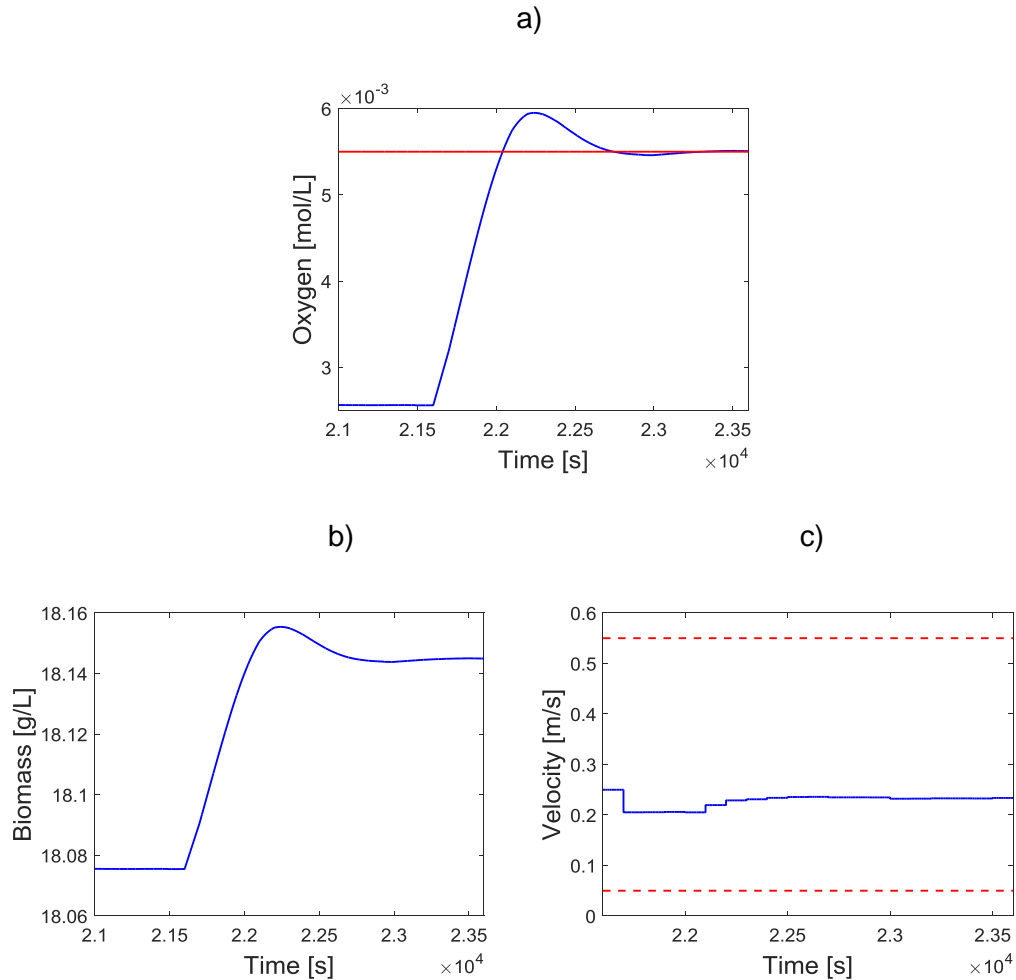 a)
×10⁻³
6
5
4
3
Oxygen [mol/L]
2.1 2.15 2.2 2.25 2.3 2.35
Time [s]
×10⁴
b)
18.16
18.14
18.12
18.1
18.08
18.06
Biomass [g/L]
2.1 2.15 2.2 2.25 2.3 2.35
Time [s]
×10⁴
c)
0.6
0.5
0.4
0.3
0.2
0.1
0
Velocity [m/s]
2.2 2.25 2.3 2.35
Time [s]
×10⁴